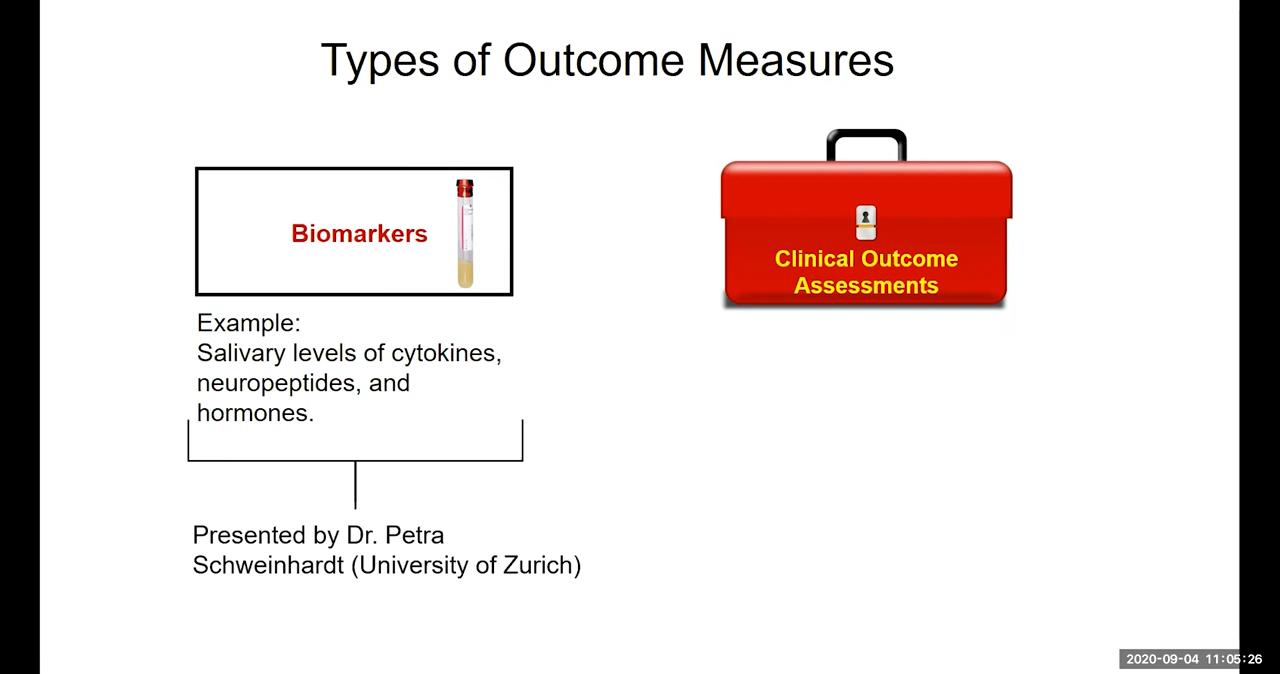 Types of Outcome Measures
Biomarkers
Clinical Outcome
Assessments
Example:
Salivary levels of cytokines,
neuropeptides, and
hormones.
Presented by Dr. Petra
Schweinhardt (University of Zurich)
2020-09-04 11:05:26